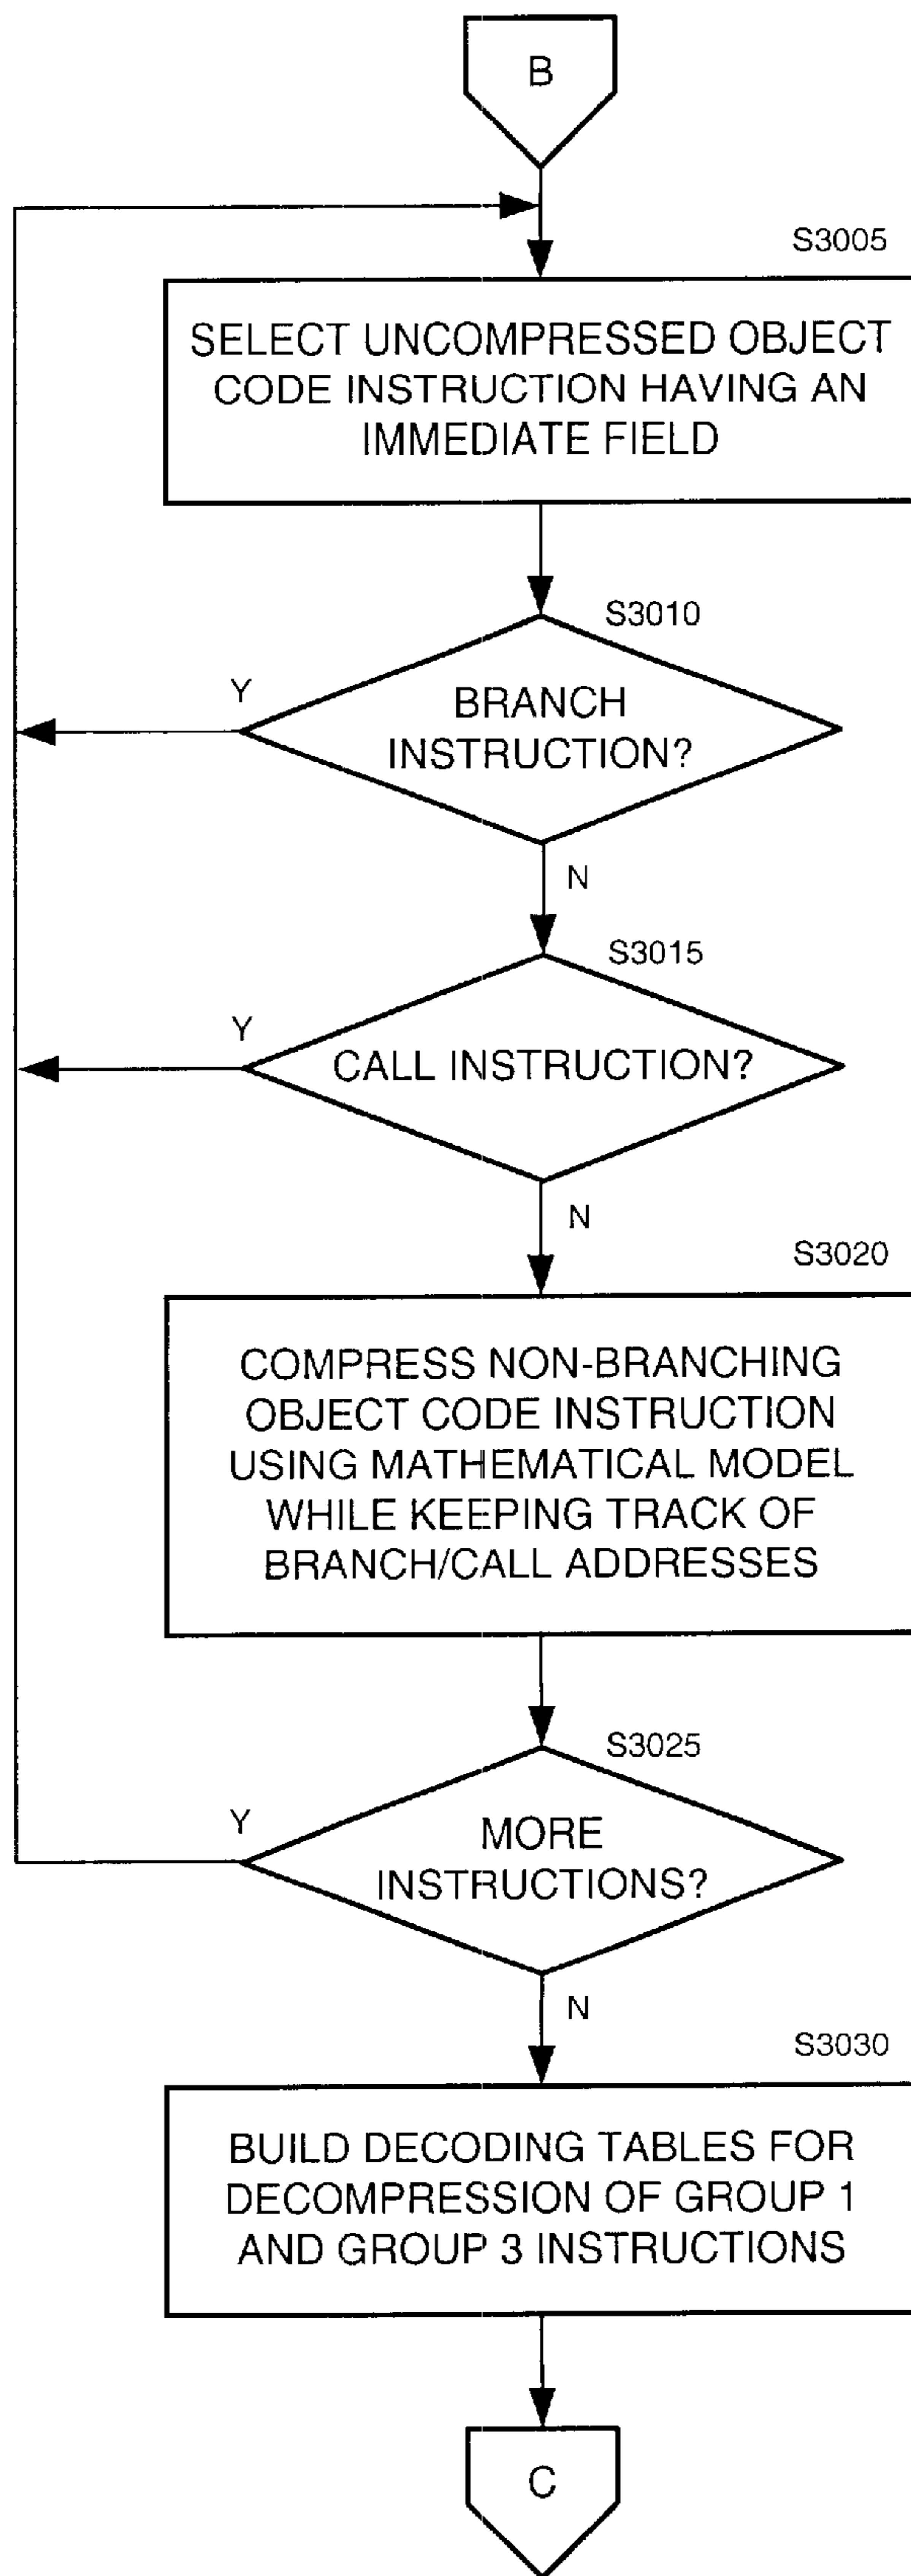 B
S3005
SELECT UNCOMPRESSED OBJECT
CODE INSTRUCTION HAVING AN
IMMEDIATE FIELD
S3010
Y
BRANCH
INSTRUCTION?
N
S3015
Y
CALL INSTRUCTION?
N
S3020
COMPRESS NON-BRANCHING
OBJECT CODE INSTRUCTION
USING MATHEMATICAL MODEL
WHILE KEEPING TRACK OF
BRANCH/CALL ADDRESSES
S3025
Y
MORE
INSTRUCTIONS?
N
S3030
BUILD DECODING TABLES FOR
DECOMPRESSION OF GROUP 1
AND GROUP 3 INSTRUCTIONS
C